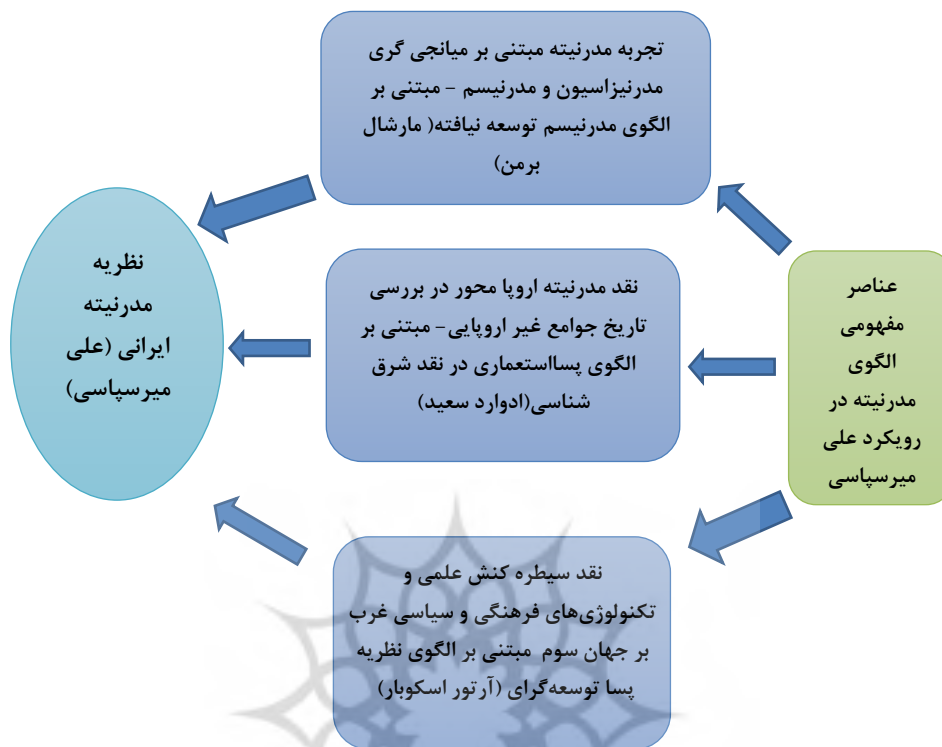 عناصر
مفهومی
الگوی
مدرنیته در
رویکرد علی
میرسپاسی
تجربه مدرنیته مبتنی بر میانجی گری
مدرنیزاسیون و مدرنیسم - مبتنی بر
الگوی مدرنیسم توسعه نیافته( مارشال
برمن)
نقد مدرنیته اروپا محور در بررسی
تاریخ جوامع غیر اروپایی- مبتنی بر
الگوی پسااستعماری در نقد شرق
شناسی(ادوارد سعید)
نقد سیطره کنش علمی و
تکنولوژی‌های فرهنگی و سیاسی غرب
بر جهان سوم مبتنی بر الگوی نظریه
پسا توسعه‌گرای (آرتور اسکوبار)
نظریه
مدرنیته
ایرانی (علی
میرسپاسی)